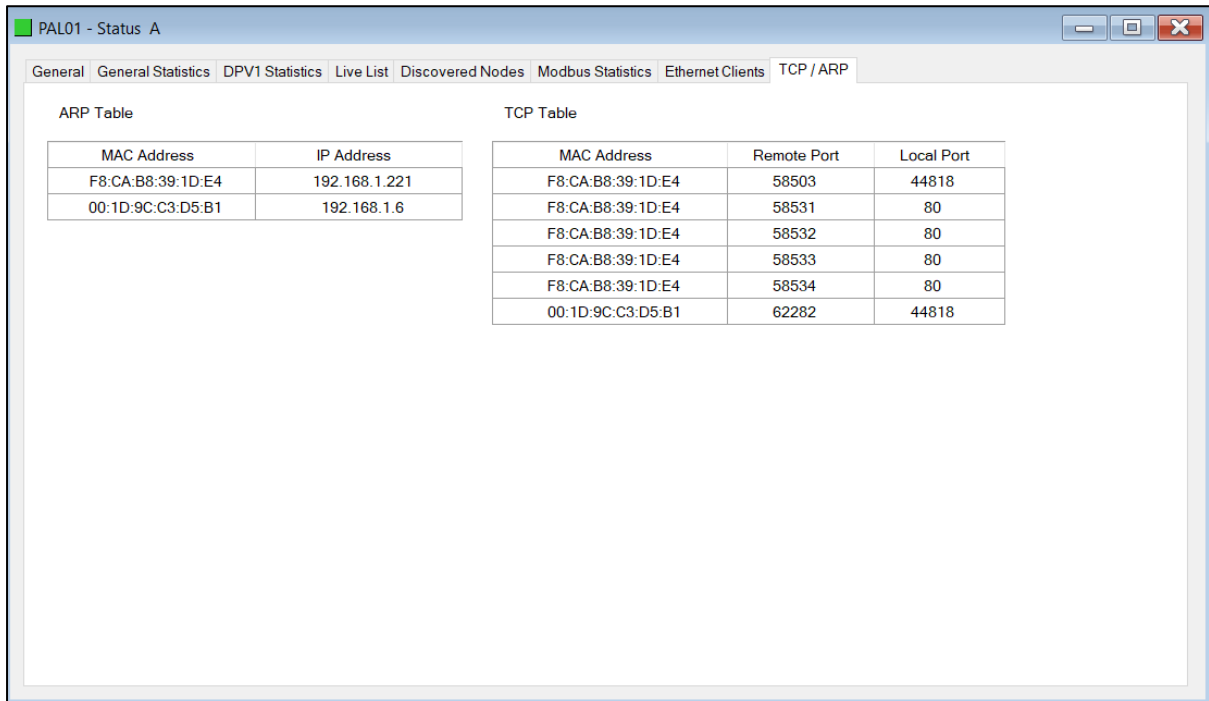 PAL01 - Status A
General General Statistics DPV1 Statistics Live List Discovered Nodes Modbus Statistics Ethernet Clients TCP / ARP
ARP Table
MAC Address IP Address
F8:CA:B8:39:1D:E4 192.168.1.221
00:1D:9C:C3:D5:B1 192.168.1.6
TCP Table
MAC Address Remote Port Local Port
F8:CA:B8:39:1D:E4 58503 44818
F8:CA:B8:39:1D:E4 58531 80
F8:CA:B8:39:1D:E4 58532 80
F8:CA:B8:39:1D:E4 58533 80
F8:CA:B8:39:1D:E4 58534 80
00:1D:9C:C3:D5:B1 62282 44818